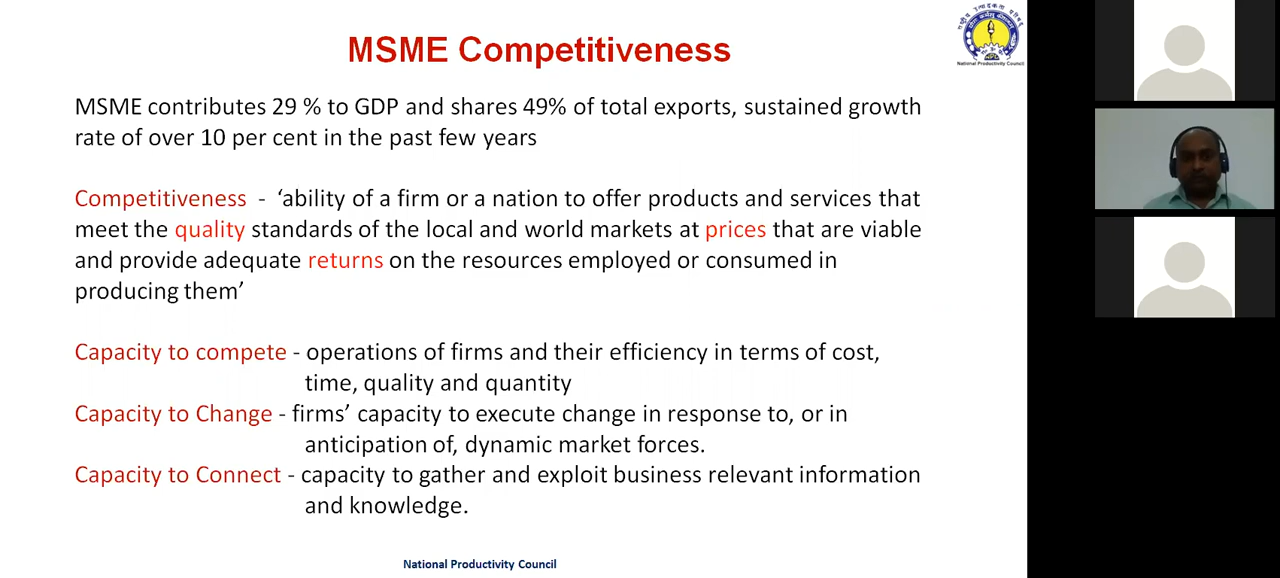 MSME Competitiveness
National Productivity Council
MSME contributes 29 % to GDP and shares 49% of total exports, sustained growth
rate of over 10 per cent in the past few years
Competitiveness - ‘ability of a firm or a nation to offer products and services that
meet the quality standards of the local and world markets at prices that are viable
and provide adequate returns on the resources employed or consumed in
producing them’
Capacity to compete - operations of firms and their efficiency in terms of cost,
time, quality and quantity
Capacity to Change - firms’ capacity to execute change in response to, or in
anticipation of, dynamic market forces.
Capacity to Connect - capacity to gather and exploit business relevant information
and knowledge.
National Productivity Council